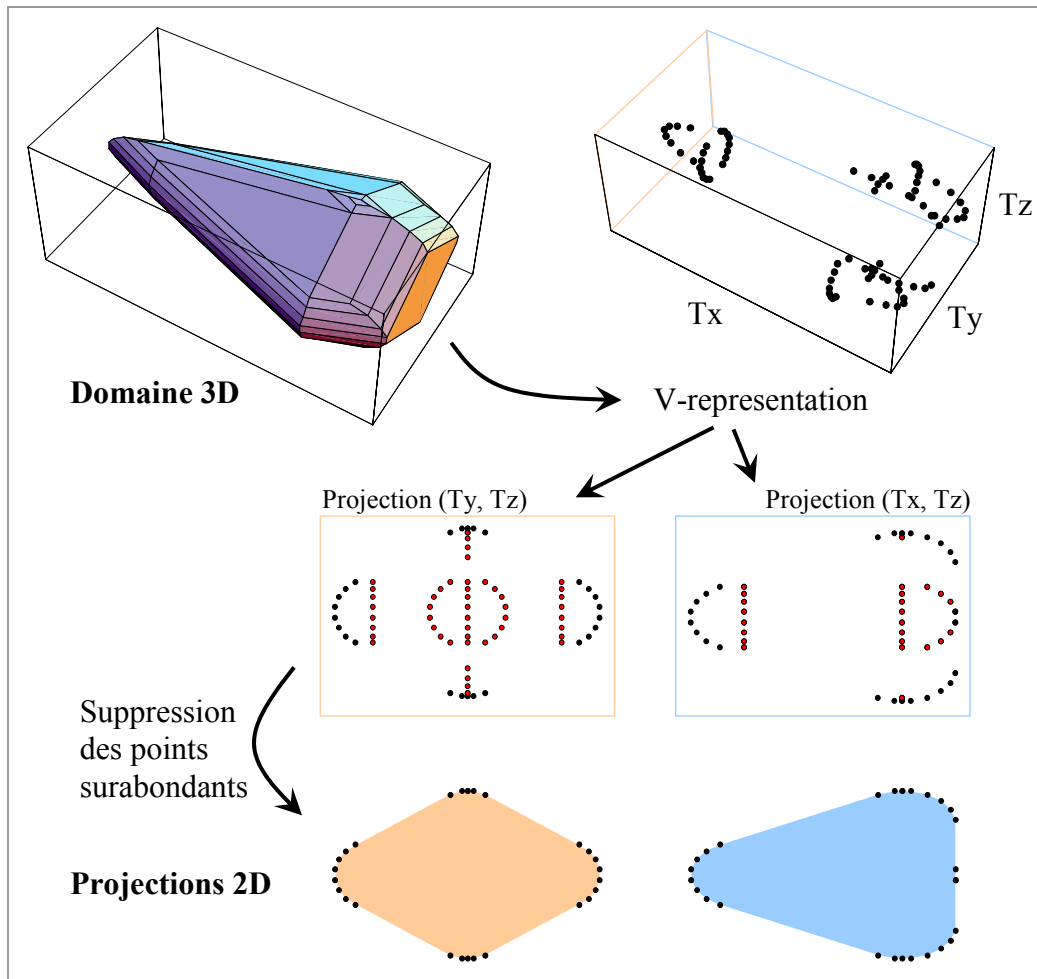 Tz
Tx
Ty
Domaine 3D
V-representation
Projection (Ty, Tz)
Projection (Tx, Tz)
Suppression
des points
surabondants
Projections 2D